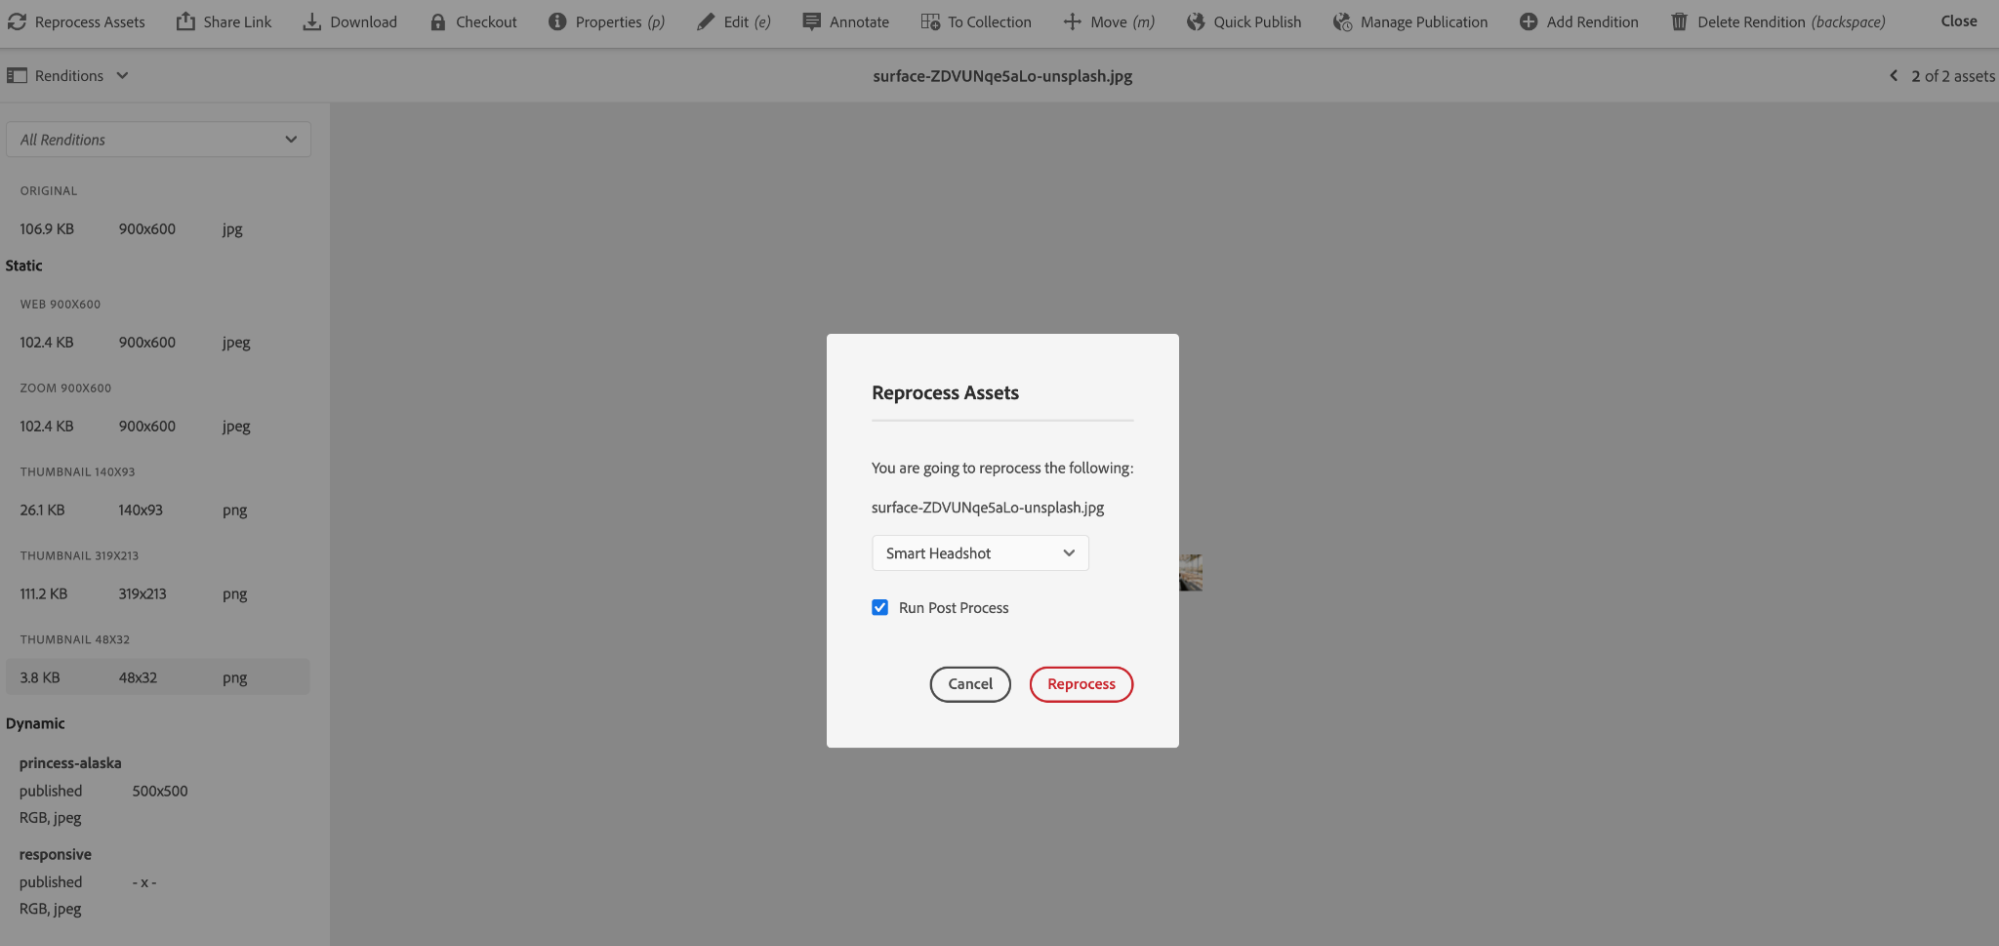 Reprocess Assets Share Link Download Checkout Properties (p) Edit (e) Annotate To Collection Move (m) Quick Publish Manage Publication Add Rendition Delete Rendition (backspace) Close
Renditions surface-ZDVUNqe5aLo-unsplash.jpg 2 of 2 assets
All Renditions
ORIGINAL
106.9 KB 900x600 jpg
Static
WEB 900X600
102.4 KB 900x600 jpeg
ZOOM 900X600
102.4 KB 900x600 jpeg
THUMBNAIL 140X93
26.1 KB 140x93 png
THUMBNAIL 319X213
111.2 KB 319x213 png
THUMBNAIL 48X32
3.8 KB 48x32 png
Dynamic
princess-alaska
published 500x500
RGB, jpeg
responsive
published - x -
RGB, jpeg
Reprocess Assets
You are going to reprocess the following:
surface-ZDVUNqe5aLo-unsplash.jpg
Smart Headshot
Run Post Process
Cancel Reprocess